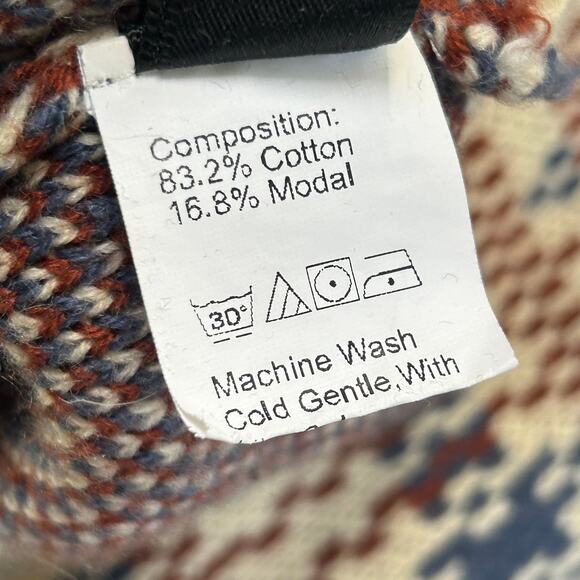 Composition:
83.2% Cotton
16.8% Modal
30°
Machine Wash
Cold Gentle,With